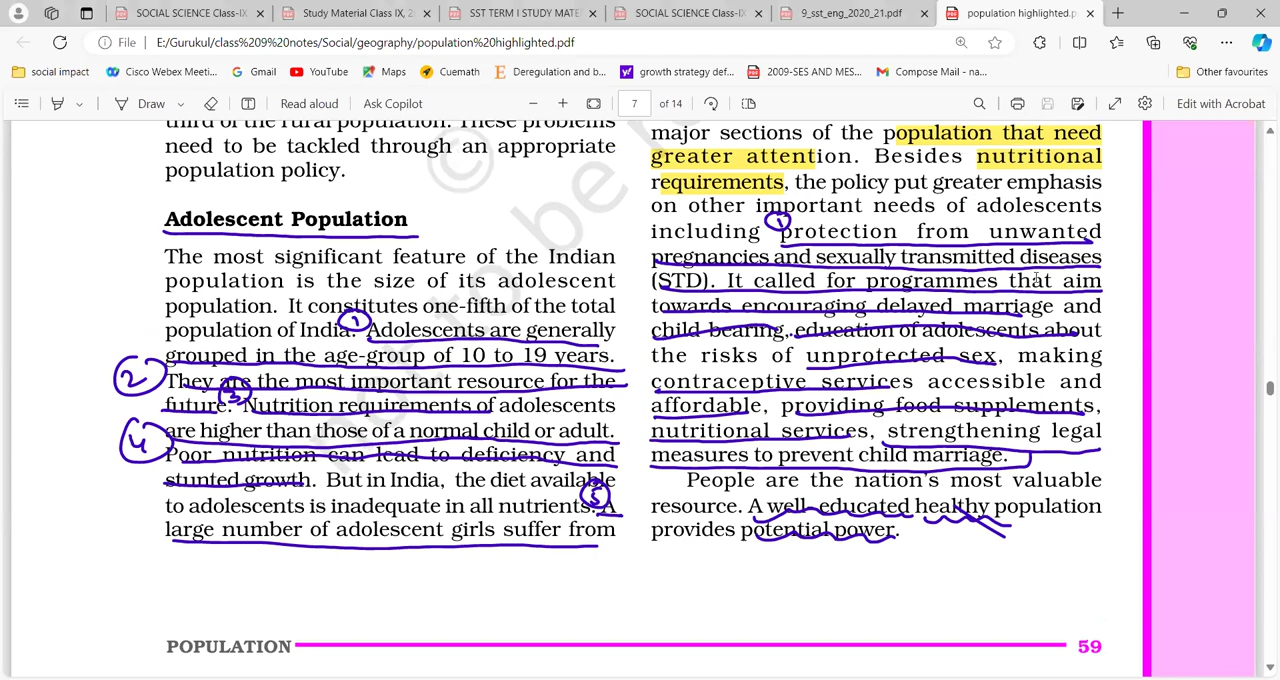 SOCIAL SCIENCE Class-IX
Study Material Class IX, 2
SST TERM I STUDY MATE
SOCIAL SCIENCE Class-IX
9_sst_eng_2020_21.pdf
population highlighted.p
File E:/Gurukul/class%209%20notes/Social/geography/population%20highlighted.pdf
social impact Cisco Webex Meeti... Gmail YouTube Maps Cuemath Deregulation and b... growth strategy def... 2009-SES AND MES... Compose Mail - na... Other favourites
Draw Read aloud Ask Copilot 7 of 14 Edit with Acrobat
third of the rural population. These problems
need to be tackled through an appropriate
population policy.
Adolescent Population
The most significant feature of the Indian
population is the size of its adolescent
population. It constitutes one-fifth of the total
population of India. 1 Adolescents are generally
grouped in the age-group of 10 to 19 years.
2 They are the most important resource for the
future. 3 Nutrition requirements of adolescents
are higher than those of a normal child or adult.
4 Poor nutrition can lead to deficiency and
stunted growth. But in India, the diet available
to adolescents is inadequate in all nutrients. 5 A
large number of adolescent girls suffer from
major sections of the population that need
greater attention. Besides nutritional
requirements, the policy put greater emphasis
on other important needs of adolescents
including 1 protection from unwanted
pregnancies and sexually transmitted diseases
(STD). It called for programmes that aim
towards encouraging delayed marriage and
child-bearing, education of adolescents about
the risks of unprotected sex, making
contraceptive services accessible and
affordable, providing food supplements,
nutritional services, strengthening legal
measures to prevent child marriage.
People are the nation's most valuable
resource. A well-educated healthy population
provides potential power.
POPULATION 59